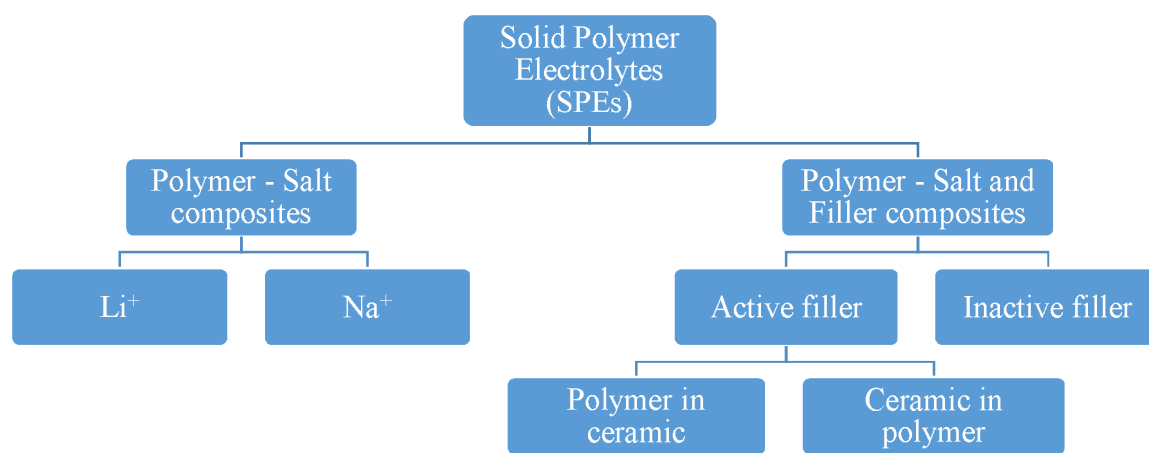 Solid Polymer
Electrolytes
(SPEs)
Polymer - Salt
composites
Polymer - Salt and
Filler composites
Li⁺
Na⁺
Active filler
Inactive filler
Polymer in
ceramic
Ceramic in
polymer